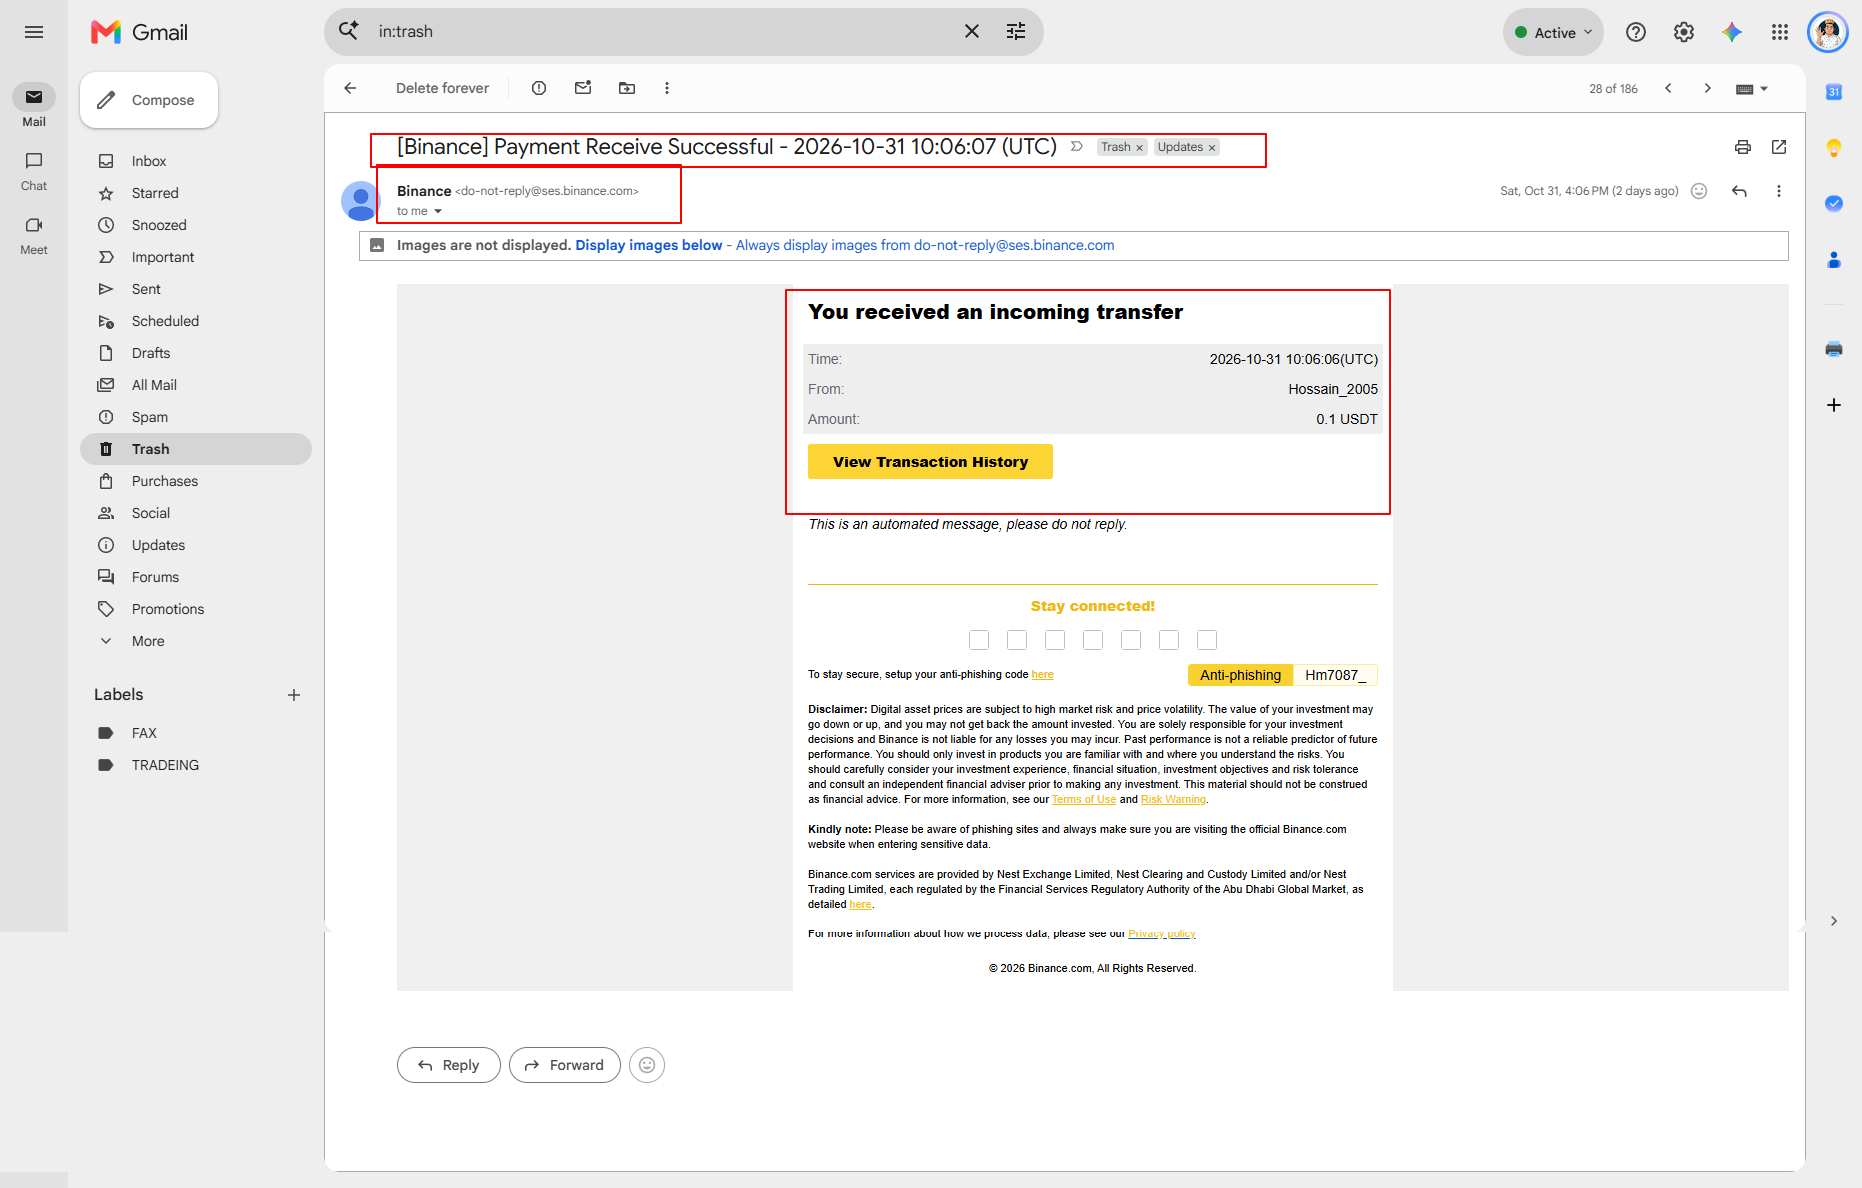 Gmail
in:trash
Active
Mail
Chat
Meet
Compose
Inbox
Starred
Snoozed
Important
Sent
Scheduled
Drafts
All Mail
Spam
Trash
Purchases
Social
Updates
Forums
Promotions
More
Labels
FAX
TRADEING
Delete forever
28 of 186
[Binance] Payment Receive Successful - 2026-10-31 10:06:07 (UTC)
Trash ×
Updates ×
Binance <do-not-reply@ses.binance.com>
Sat, Oct 31, 4:06 PM (2 days ago)
to me
Images are not displayed. Display images below - Always display images from do-not-reply@ses.binance.com
You received an incoming transfer
Time: 2026-10-31 10:06:06(UTC)
From: Hossain_2005
Amount: 0.1 USDT
View Transaction History
This is an automated message, please do not reply.
Stay connected!
To stay secure, setup your anti-phishing code here
Anti-phishing Hm7087_
Disclaimer: Digital asset prices are subject to high market risk and price volatility. The value of your investment may
go down or up, and you may not get back the amount invested. You are solely responsible for your investment
decisions and Binance is not liable for any losses you may incur. Past performance is not a reliable predictor of future
performance. You should only invest in products you are familiar with and where you understand the risks. You
should carefully consider your investment experience, financial situation, investment objectives and risk tolerance
and consult an independent financial adviser prior to making any investment. This material should not be construed
as financial advice. For more information, see our Terms of Use and Risk Warning.
Kindly note: Please be aware of phishing sites and always make sure you are visiting the official Binance.com
website when entering sensitive data.
Binance.com services are provided by Nest Exchange Limited, Nest Clearing and Custody Limited and/or Nest
Trading Limited, each regulated by the Financial Services Regulatory Authority of the Abu Dhabi Global Market, as
detailed here.
For more information about how we process data, please see our Privacy policy
© 2026 Binance.com, All Rights Reserved.
Reply
Forward
31